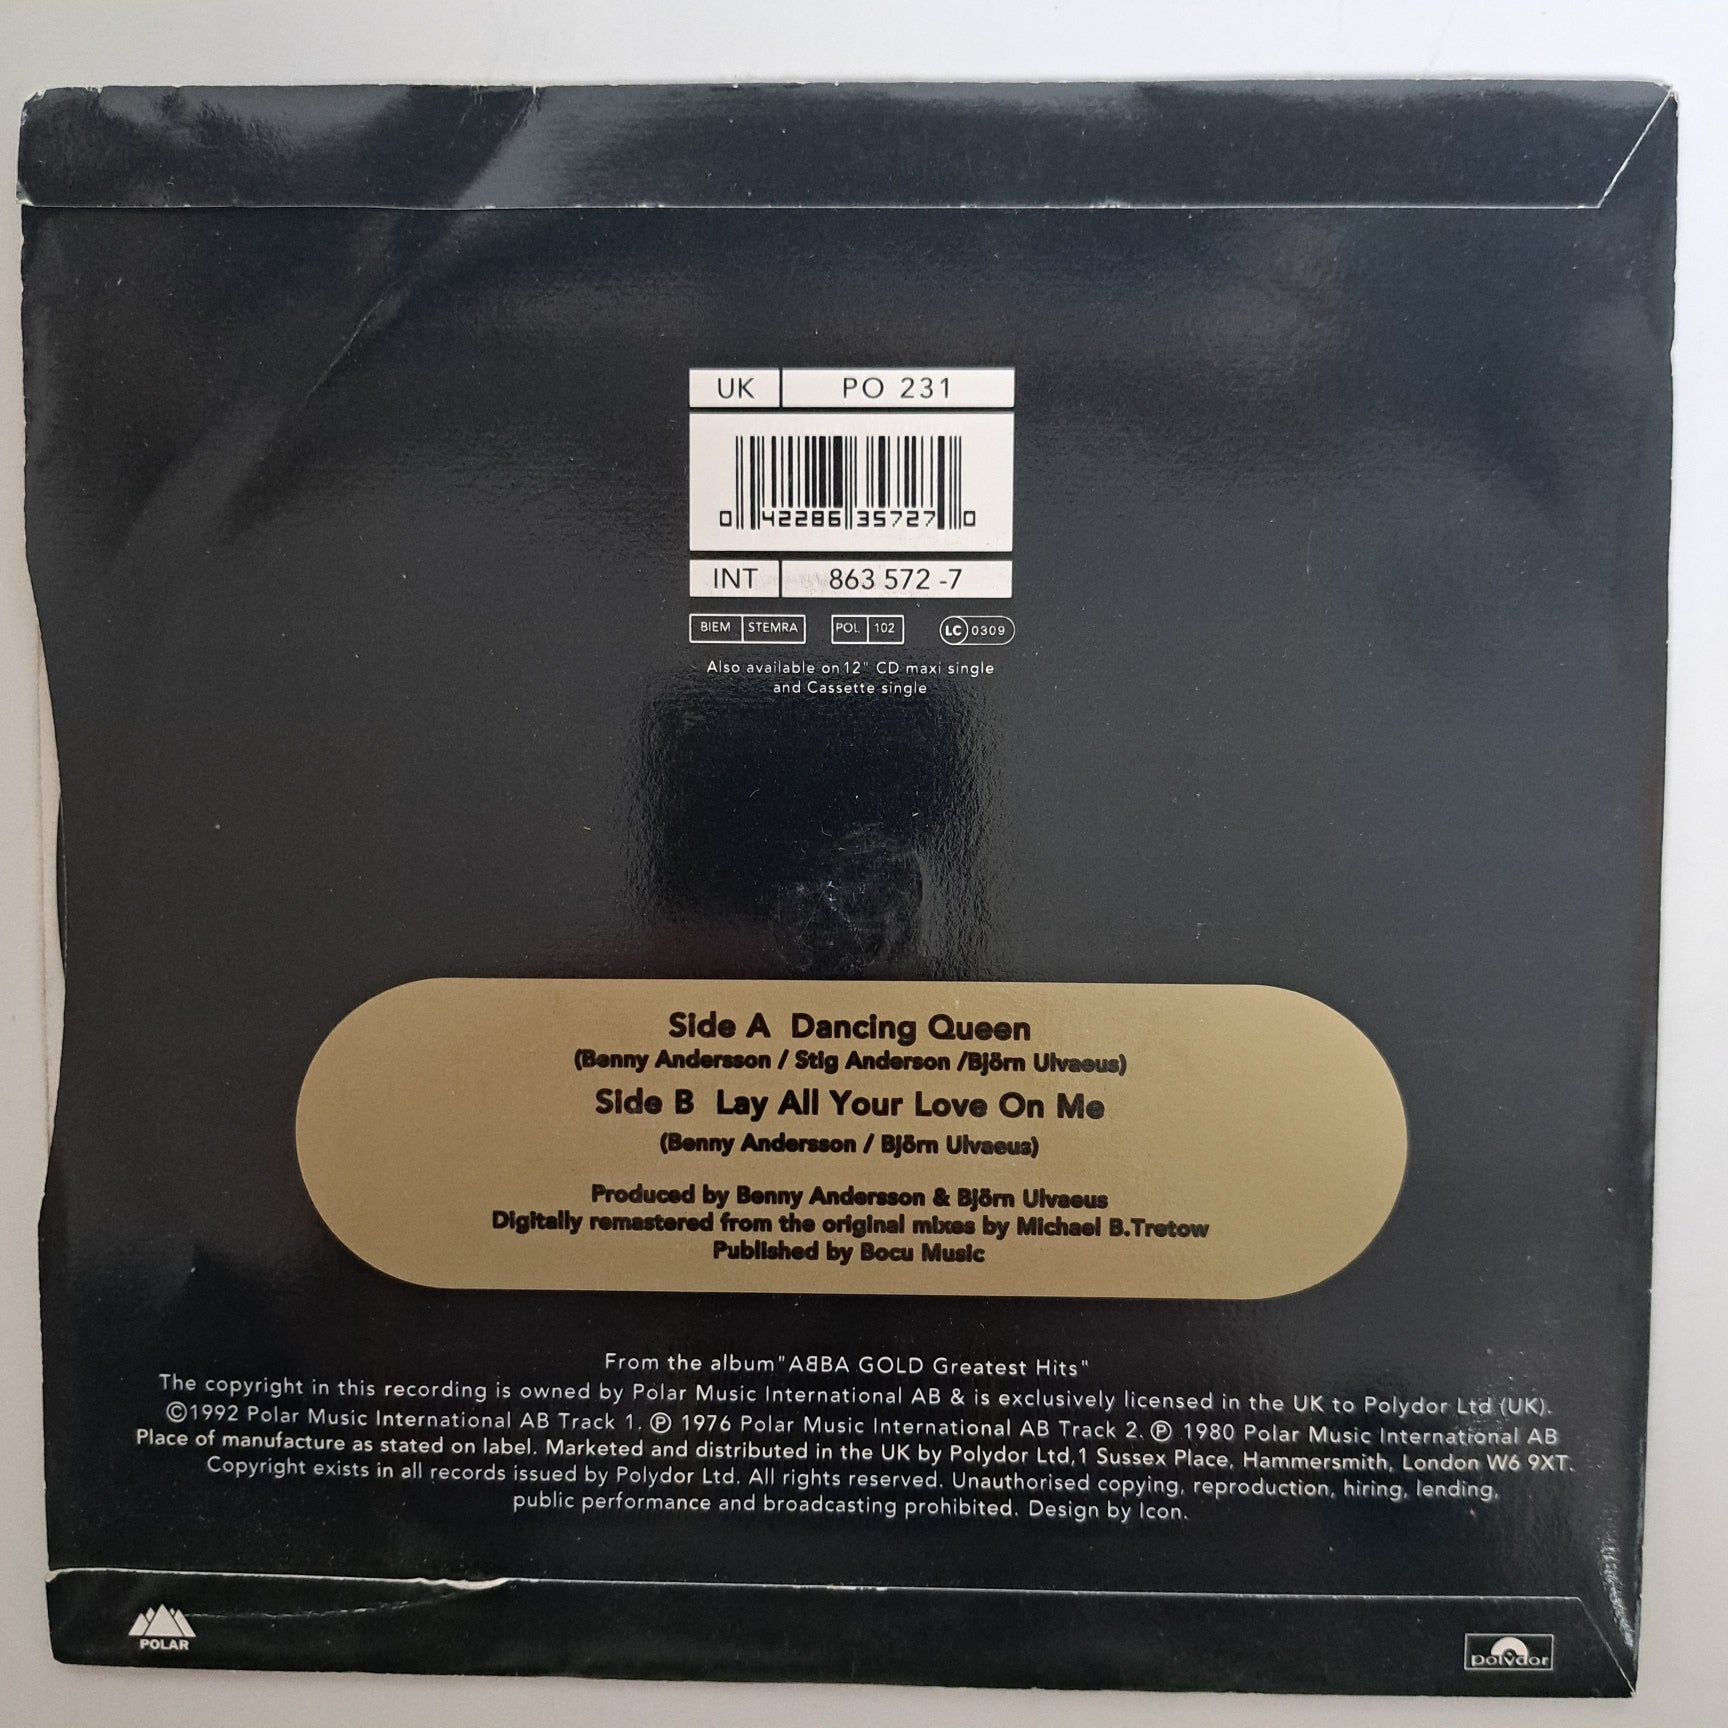 UK PO 231
0 42286 35727 0
INT 863 572 -7
BIEM STEMRA POL 102 LC 0309
Also available on 12" CD maxi single
and Cassette single
Side A Dancing Queen
(Benny Andersson / Stig Anderson /Björn Ulvaeus)
Side B Lay All Your Love On Me
(Benny Andersson / Björn Ulvaeus)
Produced by Benny Andersson & Björn Ulvaeus
Digitally remastered from the original mixes by Michael B.Tretow
Published by Bocu Music
From the album "AᗺBA GOLD Greatest Hits"
The copyright in this recording is owned by Polar Music International AB & is exclusively licensed in the UK to Polydor Ltd (UK).
©1992 Polar Music International AB Track 1. ℗ 1976 Polar Music International AB Track 2. ℗ 1980 Polar Music International AB
Place of manufacture as stated on label. Marketed and distributed in the UK by Polydor Ltd,1 Sussex Place, Hammersmith, London W6 9XT.
Copyright exists in all records issued by Polydor Ltd. All rights reserved. Unauthorised copying, reproduction, hiring, lending,
public performance and broadcasting prohibited. Design by Icon.
POLAR
polydor